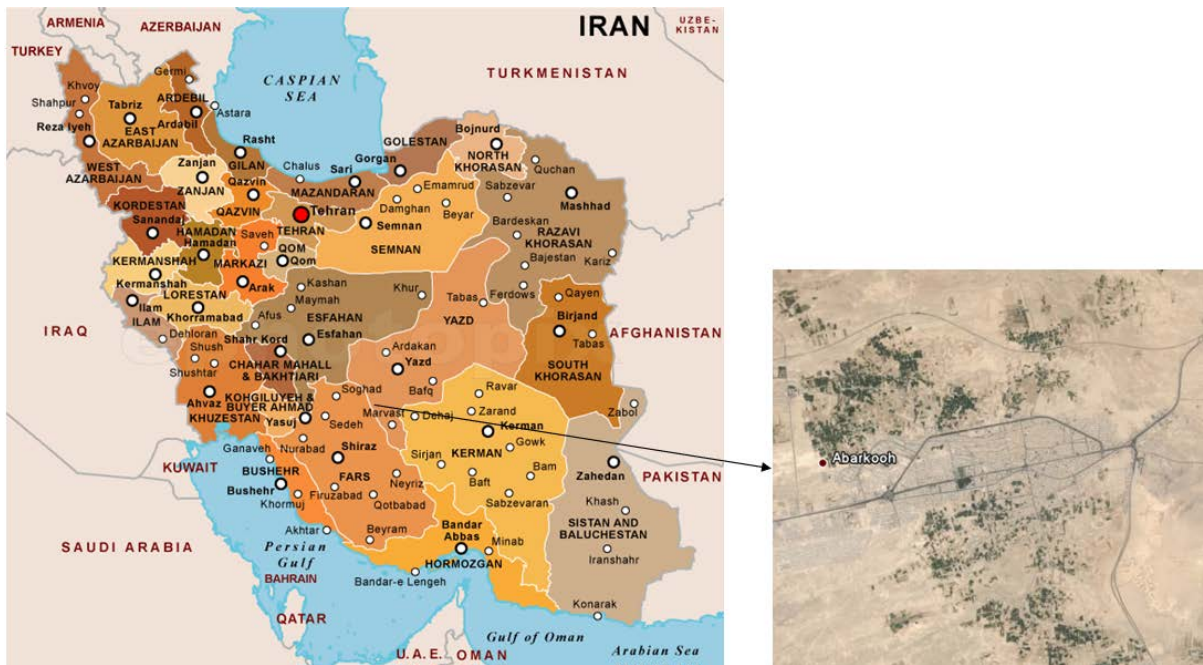 ARMENIA
AZERBAIJAN
IRAN
UZBE-
KISTAN
TURKEY
CASPIAN
SEA
TURKMENISTAN
Germi
Khvoy
ARDEBIL
Shahpur
Tabriz
Astara
Ardabil
Reza Iyeh
EAST
AZARBAIJAN
Rasht
Bojnurd
GOLESTAN
NORTH
KHORASAN
WEST
AZARBAIJAN
Zanjan
GILAN
Chalus
Sari
Gorgan
Quchan
ZANJAN
Qazvin
MAZANDARAN
Emamrud
Sabzevar
Mashhad
KORDESTAN
QAZVIN
Tehran
Damghan
Beyar
Sanandaj
HAMADAN
Hamadan
Saveh
TEHRAN
Semnan
Bardeskan
RAZAVI
KHORASAN
QOM
Qom
SEMNAN
KERMANSHAH
MARKAZI
Bajestan
Kariz
Kermanshah
Arak
Kashan
Khur
Tabas
Ferdows
Qayen
Ilam
LORESTAN
Maymah
YAZD
IRAQ
ILAM
Khorramabad
Afus
ESFAHAN
Birjand
AFGHANISTAN
Dehloran
Shahr Kord
Esfahan
Tabas
Shush
Ardakan
SOUTH
KHORASAN
Shushtar
CHAHAR MAHALL
& BAKHTIARI
Yazd
Ravar
Ahvaz
KHUZESTAN
KOHGILUYEH &
BUYER AHMAD
Soghad
Bafq
Zarand
Zabol
Yasuj
Sedeh
Marvast
Dehaj
Kerman
Ganaveh
Nurabad
Gowk
KUWAIT
BUSHEHR
Shiraz
Sirjan
KERMAN
Zahedan
PAKISTAN
Bushehr
FARS
Neyriz
Baft
Bam
Khormuj
Firuzabad
Qotbabad
Sabzevaran
Khash
Akhtar
Beyram
Bandar
Abbas
SISTAN AND
BALUCHESTAN
SAUDI ARABIA
Persian
Gulf
Minab
Iranshahr
HORMOZGAN
BAHRAIN
Bandar-e Lengeh
Konarak
QATAR
Gulf of Oman
U.A.E.
OMAN
Arabian Sea
Abarkooh